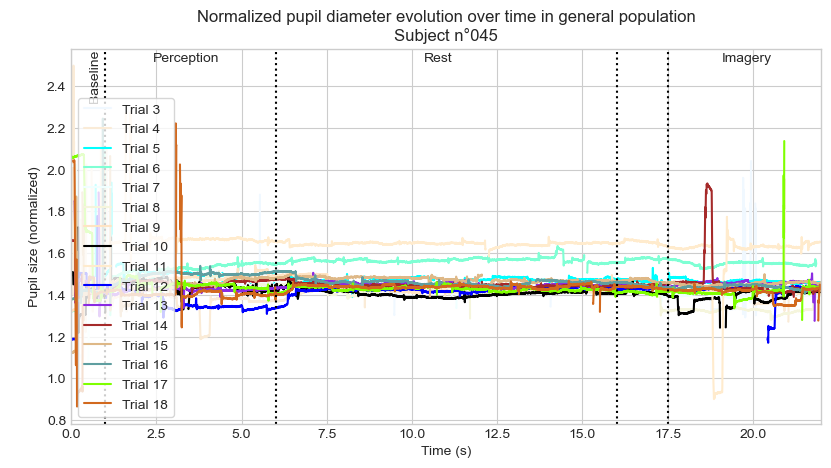 Normalized pupil diameter evolution over time in general population
Subject n°045
Baseline
Perception
Rest
Imagery
Trial 3
Trial 4
Trial 5
Trial 6
Trial 7
Trial 8
Trial 9
Trial 10
Trial 11
Trial 12
Trial 13
Trial 14
Trial 15
Trial 16
Trial 17
Trial 18
Pupil size (normalized)
2.4
2.2
2.0
1.8
1.6
1.4
1.2
1.0
0.8
0.0
2.5
5.0
7.5
10.0
12.5
15.0
17.5
20.0
Time (s)